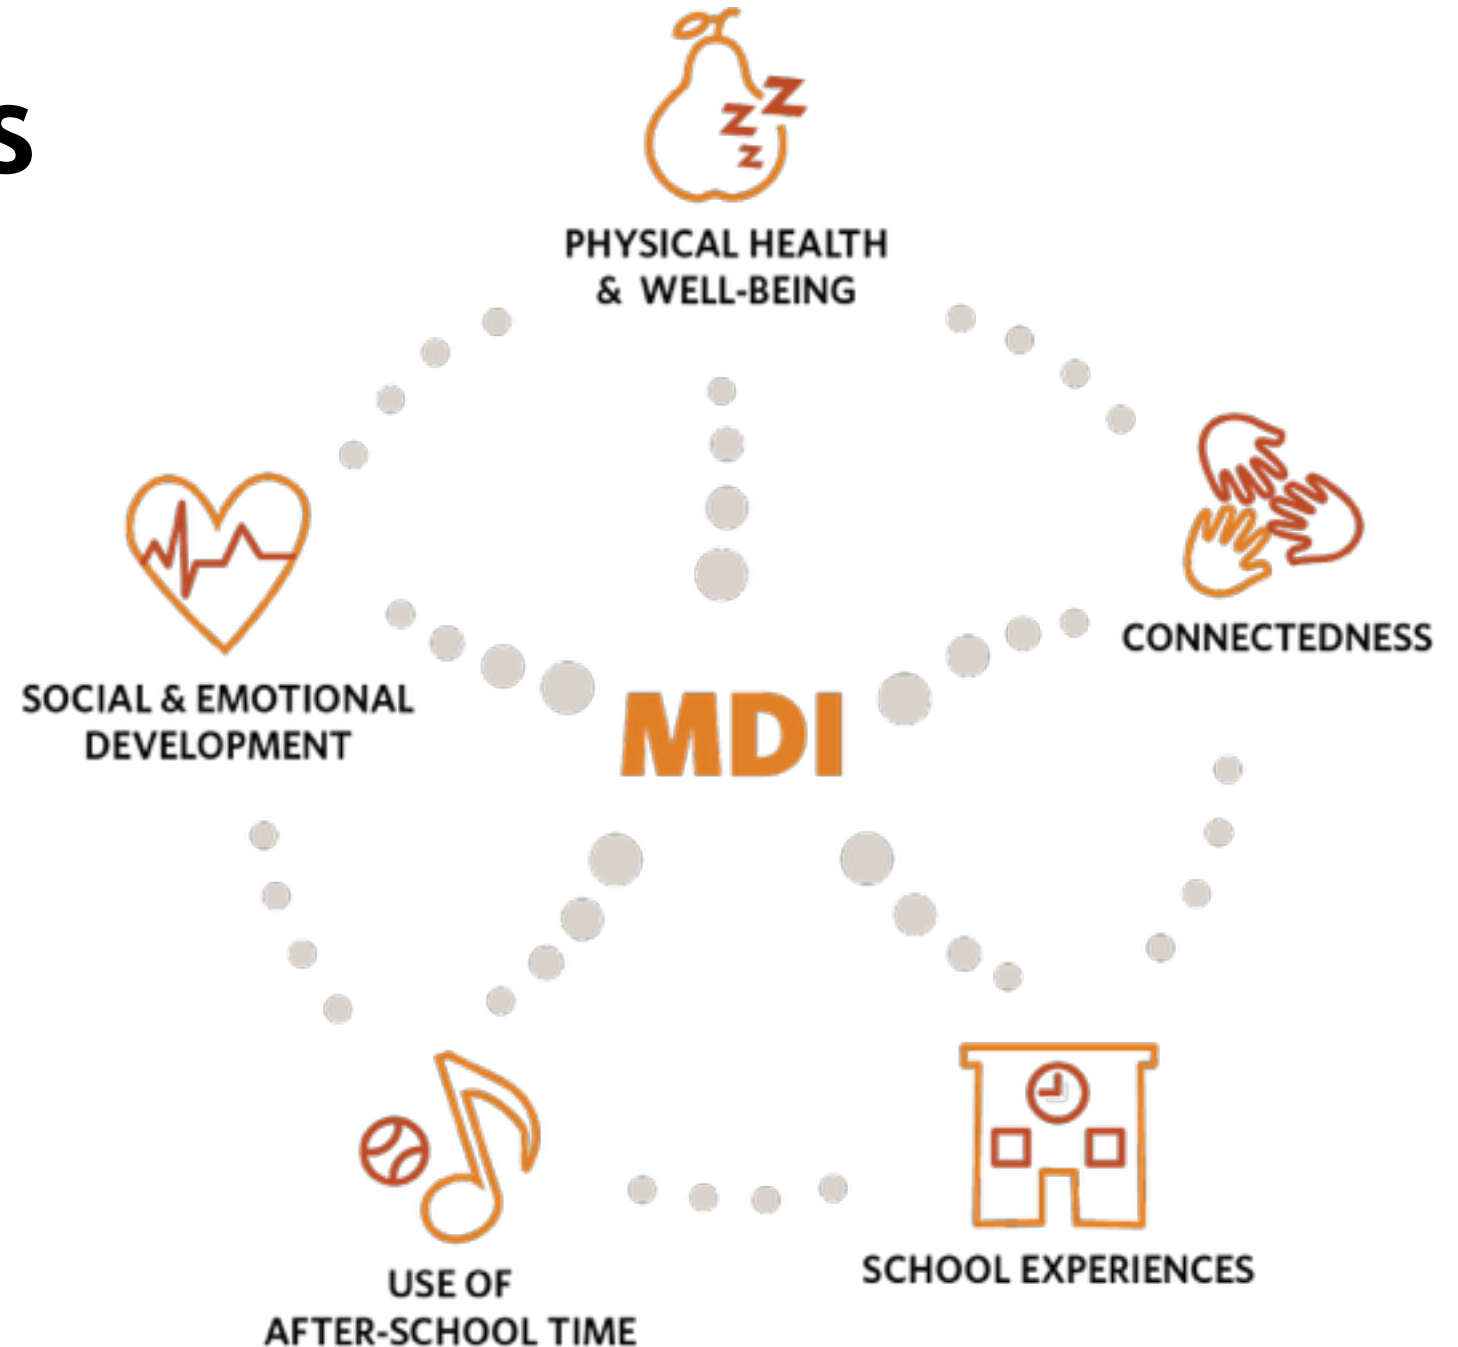 s
PHYSICAL HEALTH
& WELL-BEING
CONNECTEDNESS
SOCIAL & EMOTIONAL
DEVELOPMENT
MDI
SCHOOL EXPERIENCES
USE OF
AFTER-SCHOOL TIME